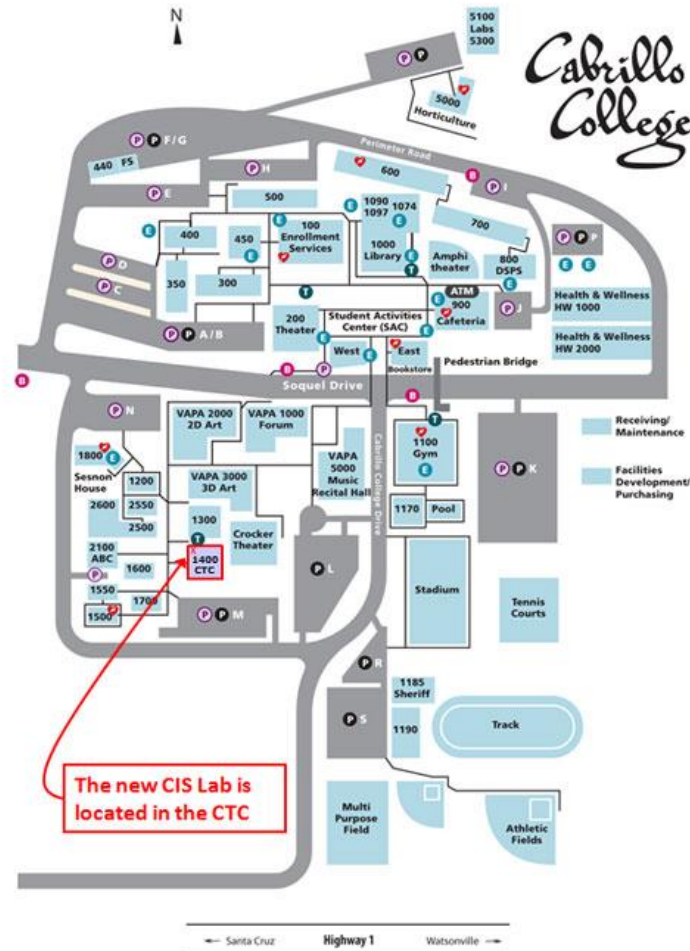 N
5100
Labs
5300
Cabrillo
College
P P
5000
Horticulture
Perimeter Road
P P F/G
440 FS
P H
P E
600
B
P I
500
1090 1074
1097
E
E
700
P P P
E
400
E
450
E
E
100
Enrollment
Services
1000
Library
E
T
Amphi
theater
800
DSPS
E
E E
P D
P C
350
300
T
ATM
E
900
Cafeteria
P J
Health & Wellness
HW 1000
P P A/B
200
Theater
E
Student Activities
Center (SAC)
E
Health & Wellness
HW 2000
West
E
East
Bookstore
Pedestrian Bridge
B
B
P
Soquel Drive
B
P N
VAPA 2000
2D Art
VAPA 1000
Forum
Cabrillo College Drive
T
1100
Gym
E
Receiving/
Maintenance
1800
E
Sesnon
House
1200
VAPA 3000
3D Art
VAPA
5000
Music
Recital Hall
P P K
Facilities
Development/
Purchasing
2600
2550
2500
1300
T
Crocker
Theater
1170
Pool
2100
ABC
1600
X
1400
CTC
P
P L
Stadium
Tennis
Courts
1550
1700
1500
P P M
P R
1185
Sheriff
P S
1190
Track
The new CIS Lab is
located in the CTC
Multi
Purpose
Field
Athletic
Fields
← Santa Cruz Highway 1 Watsonville →